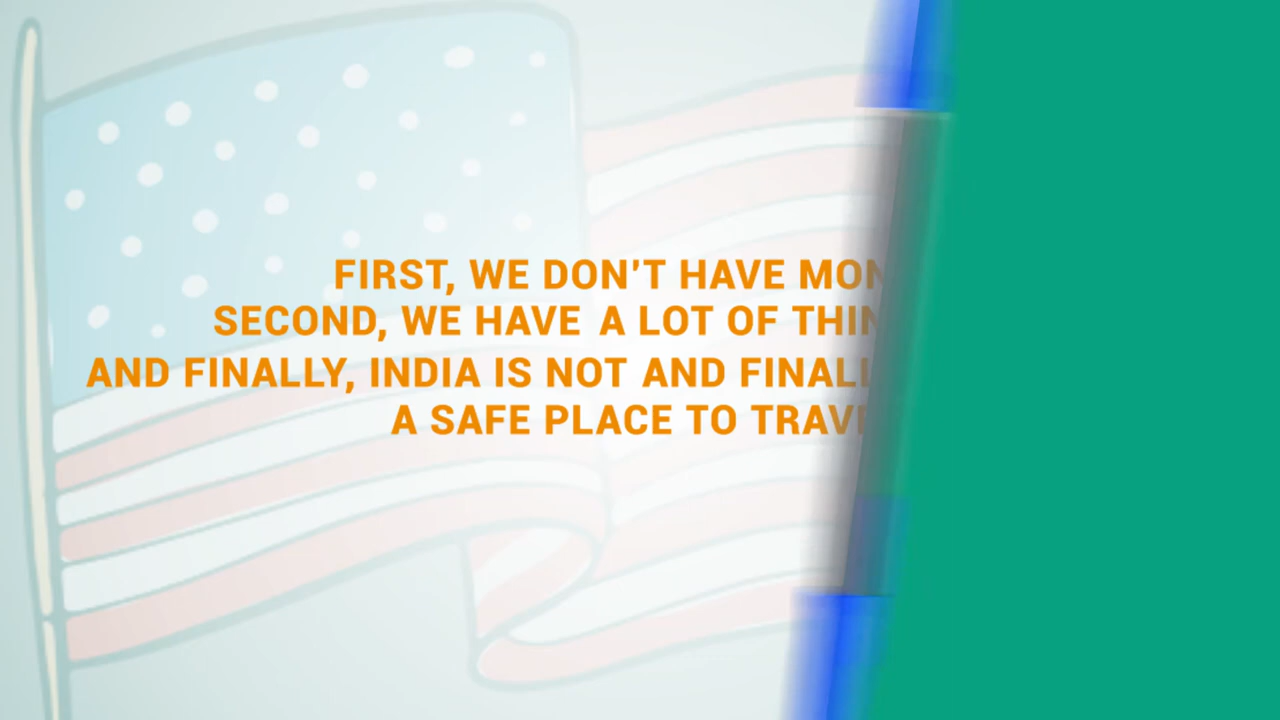 FIRST, WE DON'T HAVE
SECOND, WE HAVE A LOT OF
AND FINALLY, INDIA IS NOT AND
A SAFE PLACE TO